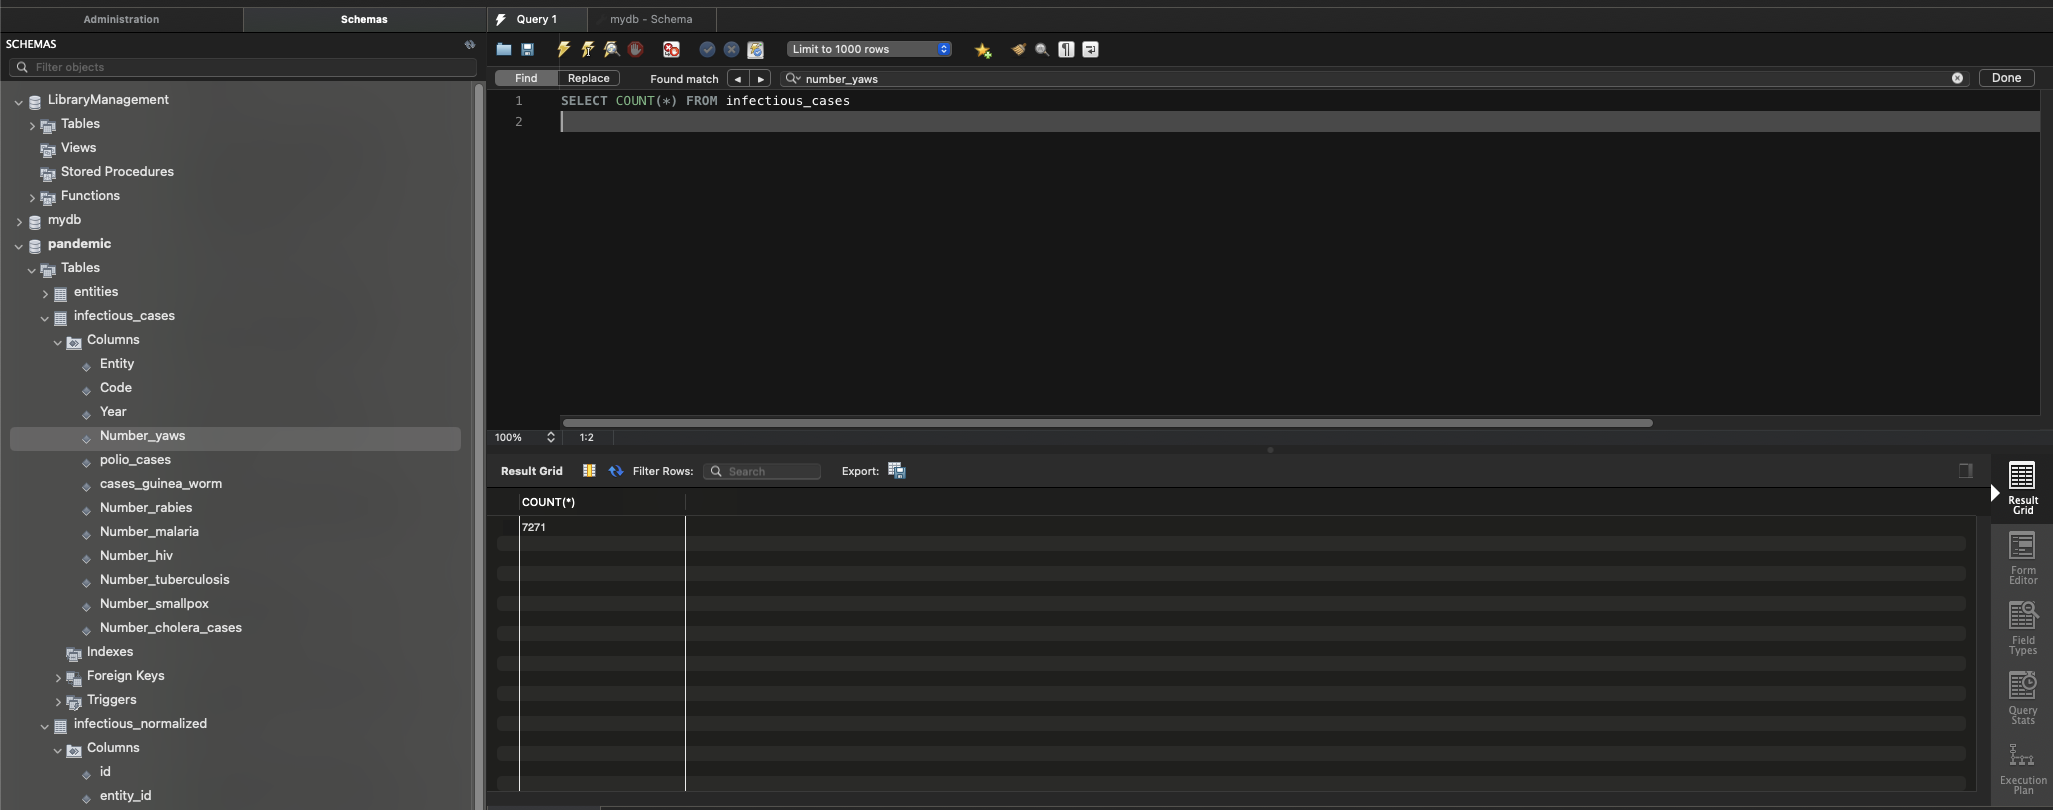 Administration
Schemas
SCHEMAS
Filter objects
LibraryManagement
Tables
Views
Stored Procedures
Functions
mydb
pandemic
Tables
entities
infectious_cases
Columns
Entity
Code
Year
Number_yaws
polio_cases
cases_guinea_worm
Number_rabies
Number_malaria
Number_hiv
Number_tuberculosis
Number_smallpox
Number_cholera_cases
Indexes
Foreign Keys
Triggers
infectious_normalized
Columns
id
entity_id
Query 1
mydb - Schema
Limit to 1000 rows
Find
Replace
Found match
number_yaws
Done
1 SELECT COUNT(*) FROM infectious_cases
2
100%
1:2
Result Grid
Filter Rows:
Search
Export:
COUNT(*)
7271
Result
Grid
Form
Editor
Field
Types
Query
Stats
Execution
Plan